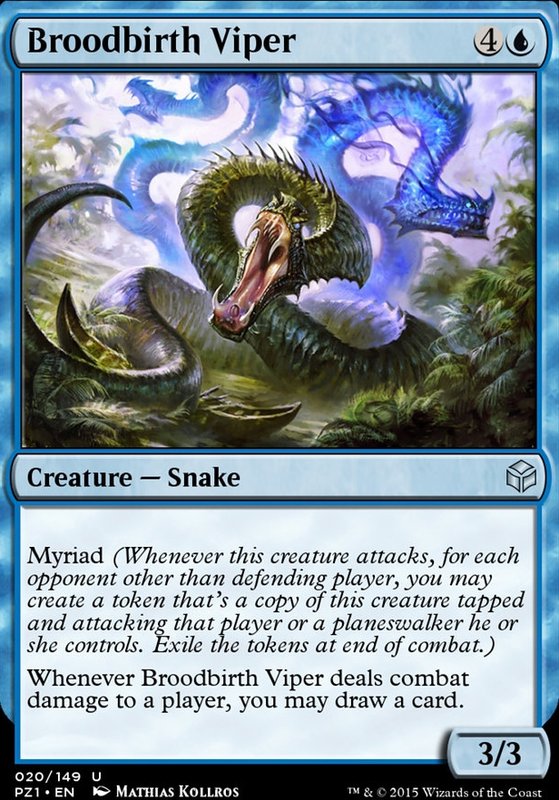 Broodbirth Viper 4
Creature — Snake
Myriad (Whenever this creature attacks, for each
opponent other than defending player, you may
create a token that's a copy of this creature tapped
and attacking that player or a planeswalker he or
she controls. Exile the tokens at end of combat.)
Whenever Broodbirth Viper deals combat
damage to a player, you may draw a card.
3/3
020/149 U
PZ1 • EN Mathias Kollros
™ & © 2015 Wizards of the Coast